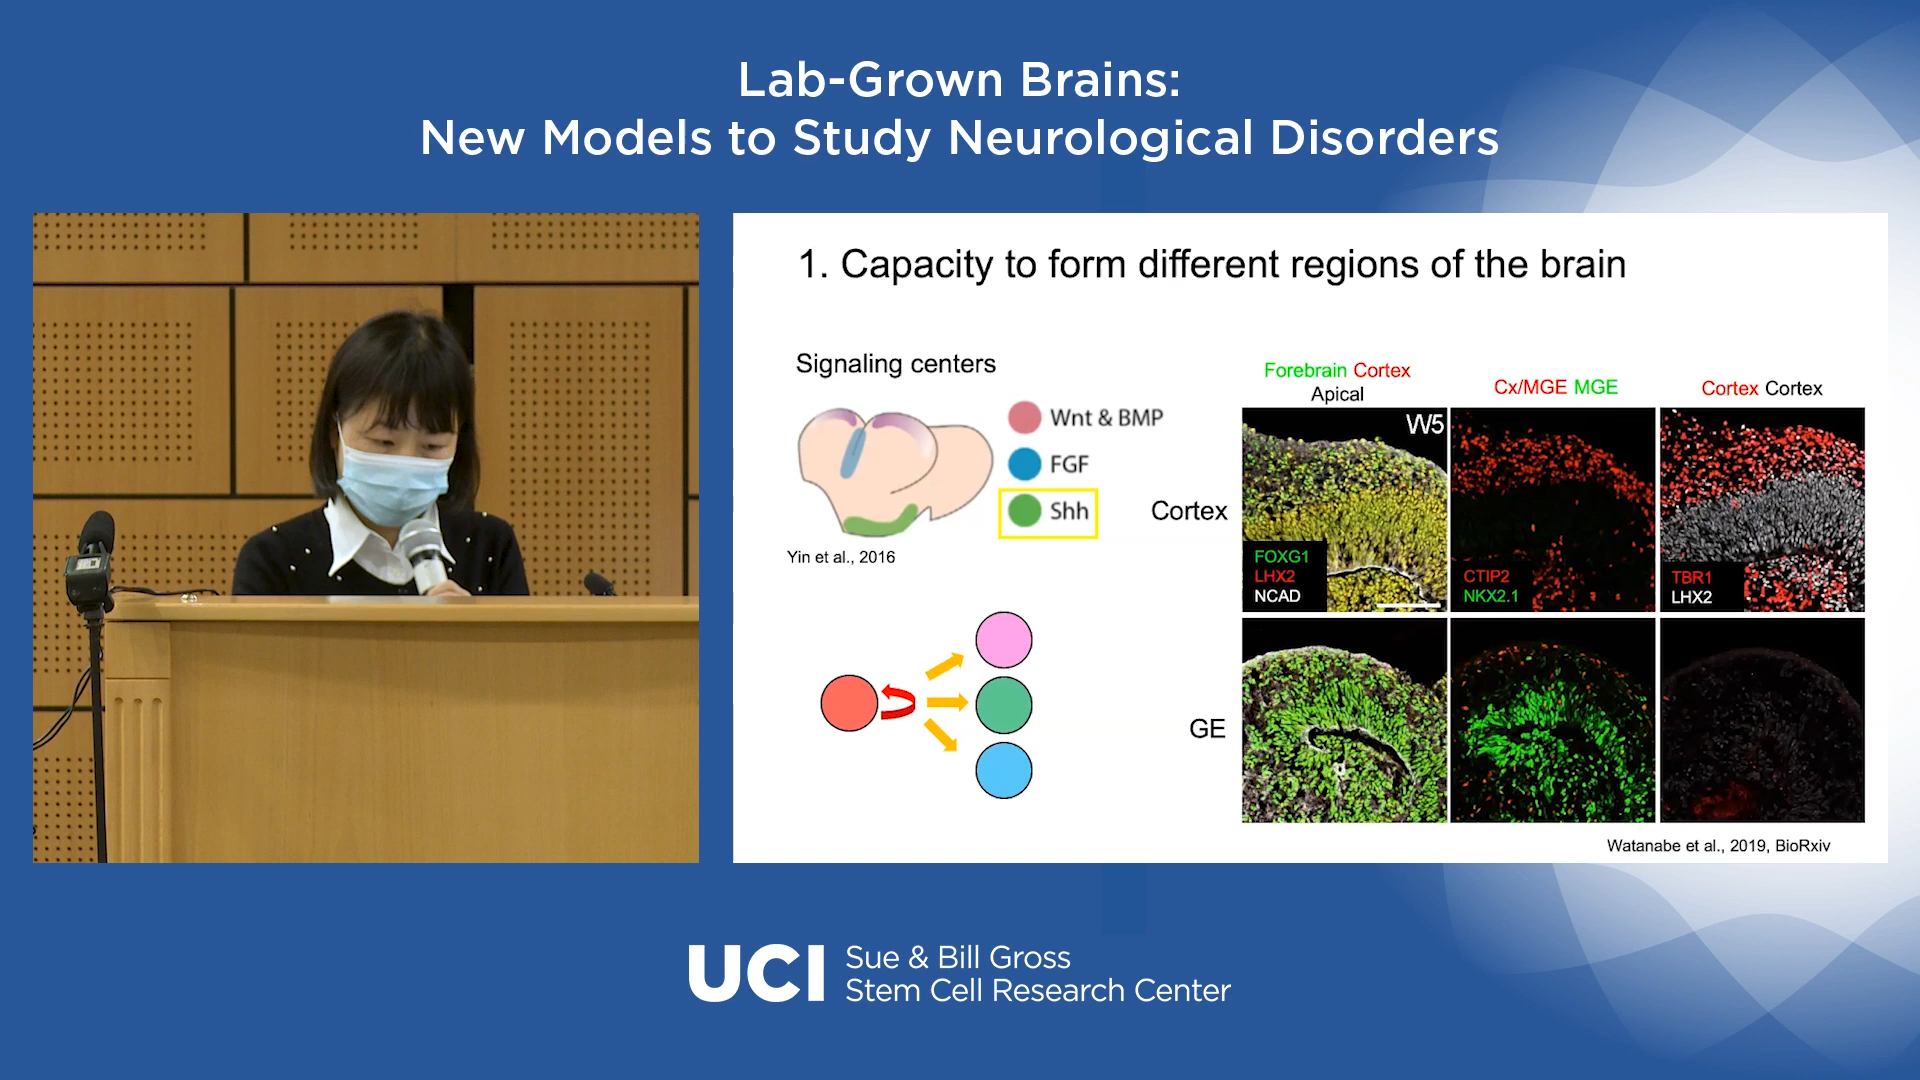 Lab-Grown Brains:
New Models to Study Neurological Disorders
1. Capacity to form different regions of the brain
Signaling centers
Wnt & BMP
FGF
Shh
Yin et al., 2016
Forebrain Cortex
Apical
Cx/MGE MGE
Cortex Cortex
Cortex
W5
FOXG1
LHX2
NCAD
CTIP2
NKX2.1
TBR1
LHX2
GE
Watanabe et al., 2019, BioRxiv
UCI
Sue & Bill Gross
Stem Cell Research Center